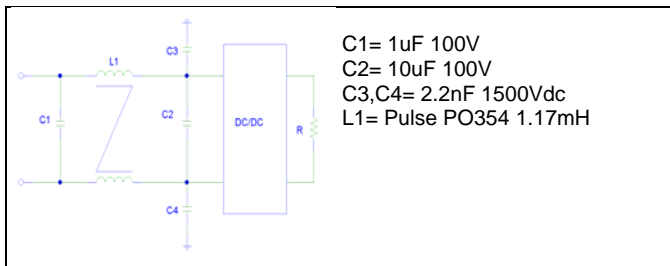 L1
C3
C1
C2
DC/DC
R
C4
C1= 1uF 100V
C2= 10uF 100V
C3,C4= 2.2nF 1500Vdc
L1= Pulse PO354 1.17mH